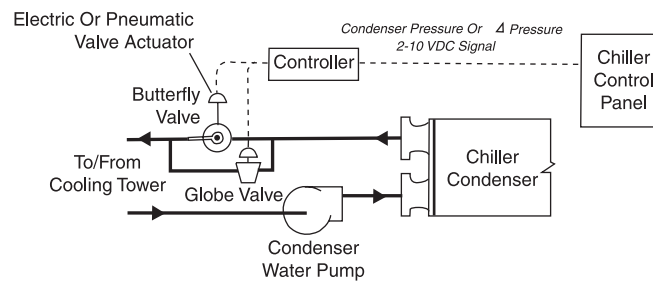 Electric Or Pneumatic
Valve Actuator
Condenser Pressure Or Δ Pressure
2-10 VDC Signal
Controller
Chiller
Control
Panel
Butterfly
Valve
To/From
Cooling Tower
Globe Valve
Chiller
Condenser
Condenser
Water Pump